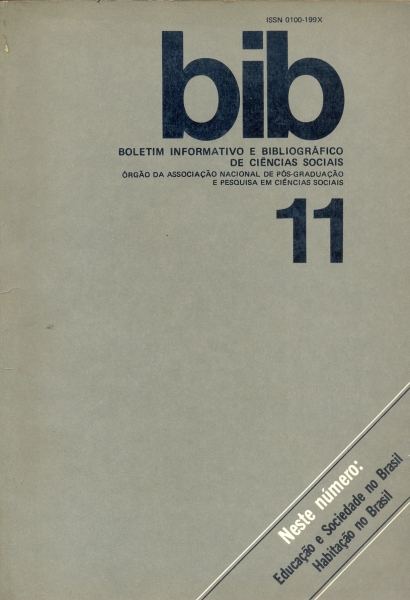 ISSN 0100-199X
bib
BOLETIM INFORMATIVO E BIBLIOGRÁFICO
DE CIÊNCIAS SOCIAIS
ÓRGÃO DA ASSOCIAÇÃO NACIONAL DE PÓS-GRADUAÇÃO
E PESQUISA EM CIÊNCIAS SOCIAIS
11
Neste número:
Educação e Sociedade no Brasil
Habitação no Brasil